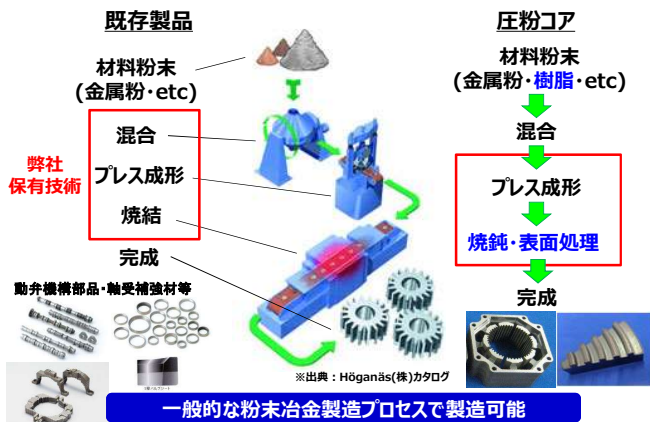 既存製品
材料粉末
(金属粉・etc)
混合
プレス成形
焼結
弊社
保有技術
完成
動弁機構部品・軸受補強材等
※出典：Höganäs(株)カタログ
圧粉コア
材料粉末
(金属粉・樹脂・etc)
混合
プレス成形
焼鈍・表面処理
完成
一般的な粉末冶金製造プロセスで製造可能